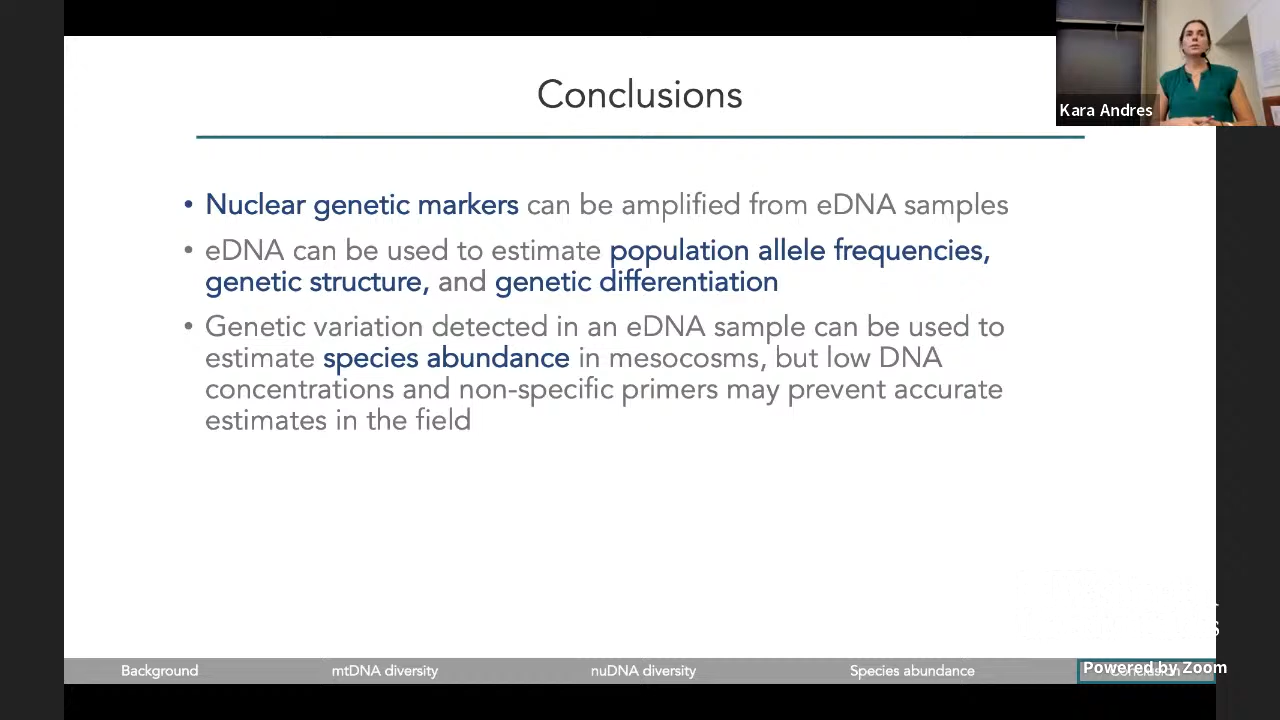 Conclusions
Kara Andres
• Nuclear genetic markers can be amplified from eDNA samples
• eDNA can be used to estimate population allele frequencies,
genetic structure, and genetic differentiation
• Genetic variation detected in an eDNA sample can be used to
estimate species abundance in mesocosms, but low DNA
concentrations and non-specific primers may prevent accurate
estimates in the field
Background
mtDNA diversity
nuDNA diversity
Species abundance
Conclusion
Powered by Zoom